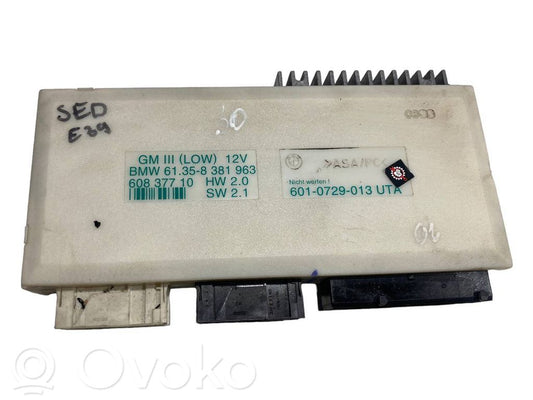 SED
E39
GM III (LOW) 12V
BMW 61.35-8 381 963
608 377 10 HW 2.0
SW 2.1
>ASA/PC<
Nicht werfen !
601-0729-013 UTA
Ovoko